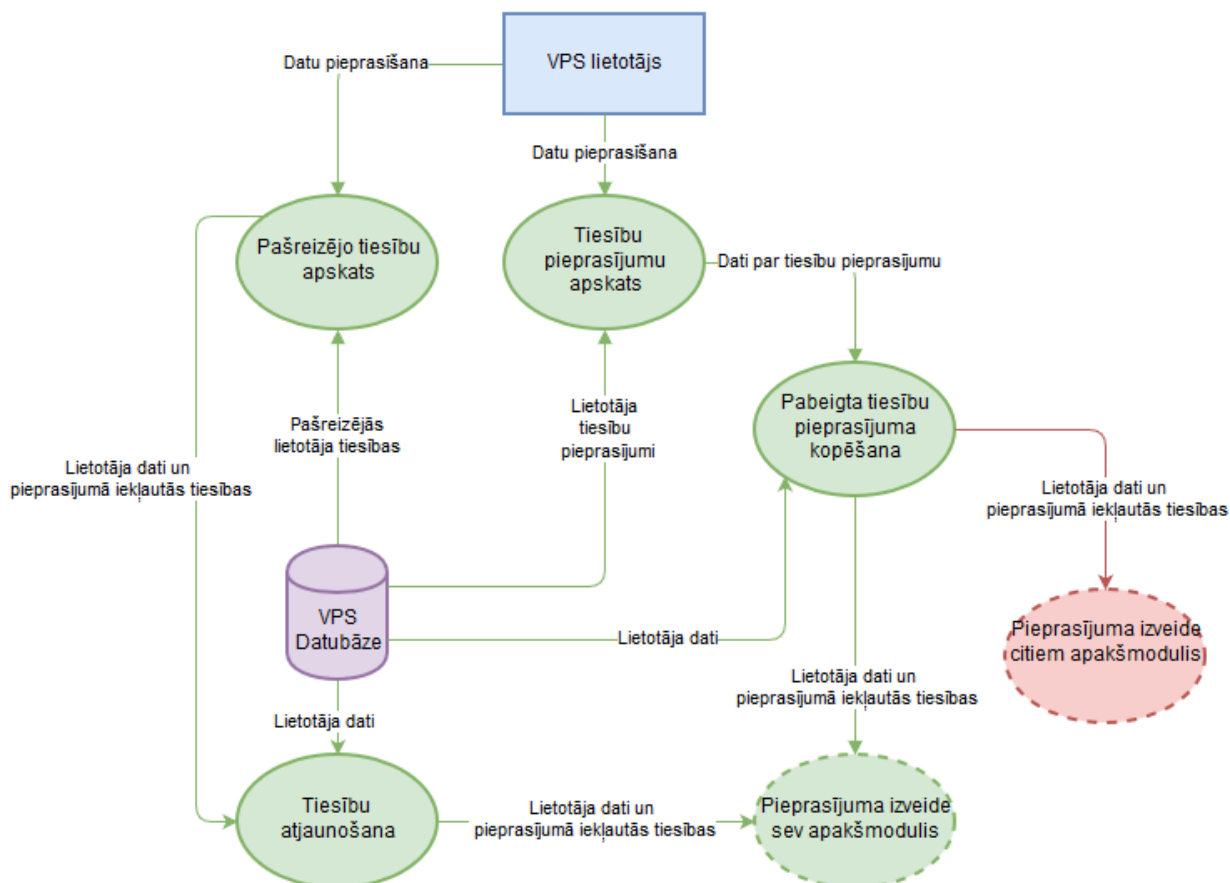 VPS lietotājs
Datu pieprasīšana
Datu pieprasīšana
Pašreizējo tiesību
apskats
Tiesību
pieprasījumu
apskats
Dati par tiesību pieprasījumu
Pašreizējās
lietotāja tiesības
Lietotāja
tiesību
pieprasījumi
Pabeigta tiesību
pieprasījuma
kopēšana
Lietotāja dati un
pieprasījumā iekļautās tiesības
Lietotāja dati un
pieprasījumā iekļautās tiesības
VPS
Datubāze
Lietotāja dati
Pieprasījuma izveide
citiem apakšmodulis
Lietotāja dati un
pieprasījumā iekļautās tiesības
Lietotāja dati
Tiesību
atjaunošana
Lietotāja dati un
pieprasījumā iekļautās tiesības
Pieprasījuma izveide
sev apakšmodulis